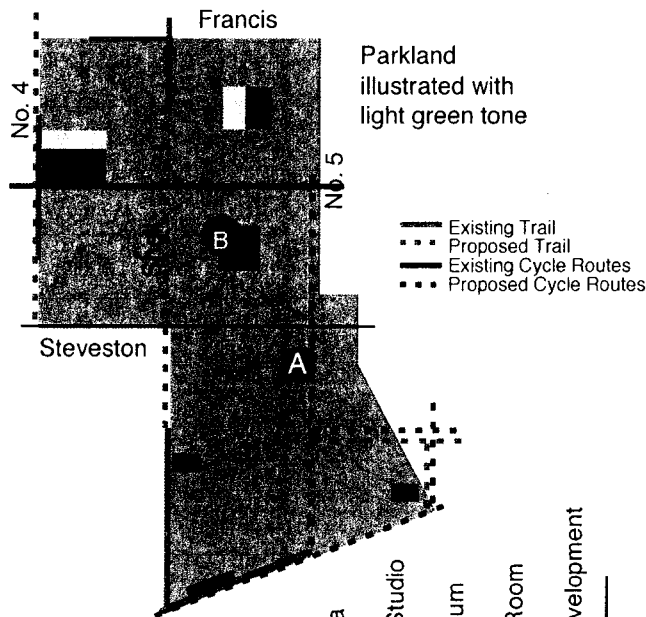 Francis
Parkland
illustrated with
light green tone
No. 4
No. 5
B
Existing Trail
Proposed Trail
Existing Cycle Routes
Proposed Cycle Routes
Steveston
A
Studio
Room